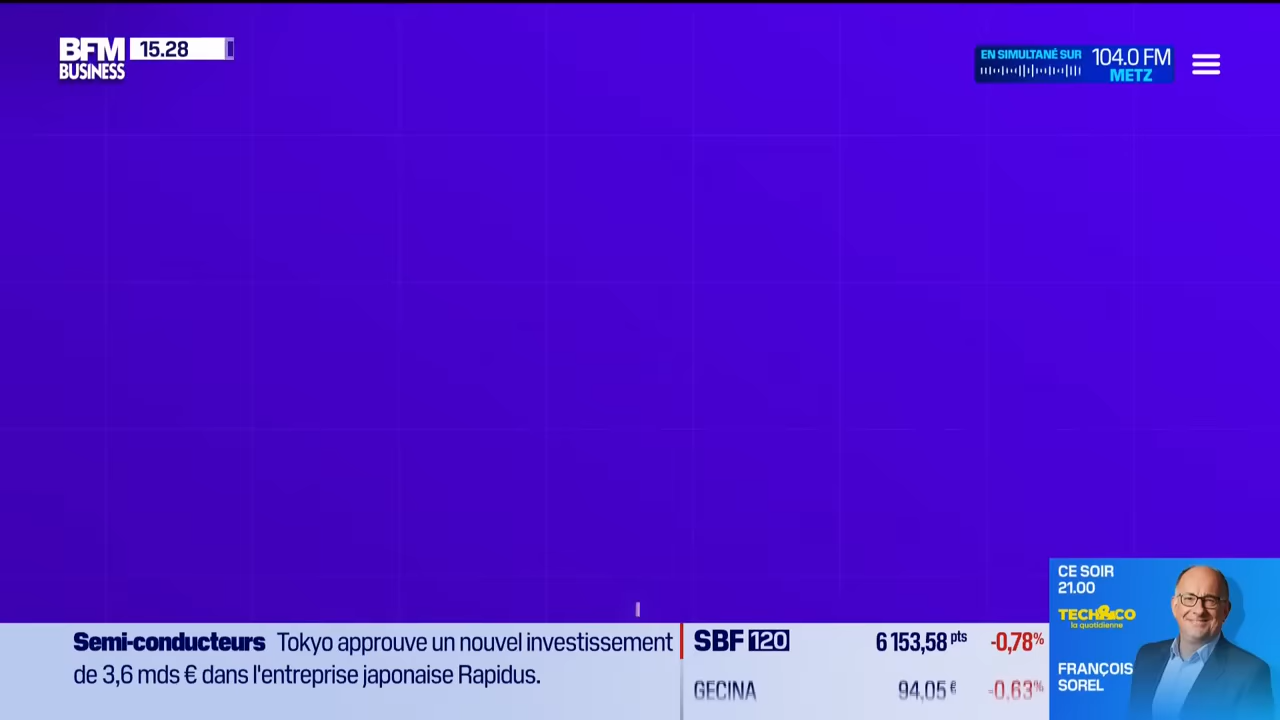 BFM
BUSINESS
15.28
EN SIMULTANÉ SUR
104.0 FM
METZ
CE SOIR
21.00
TECH&CO
la quotidienne
FRANÇOIS
SOREL
Semi-conducteurs Tokyo approuve un nouvel investissement
de 3,6 mds € dans l'entreprise japonaise Rapidus.
SBF 120 6 153,58 pts -0,78%
GECINA 94,05 € -0,63%